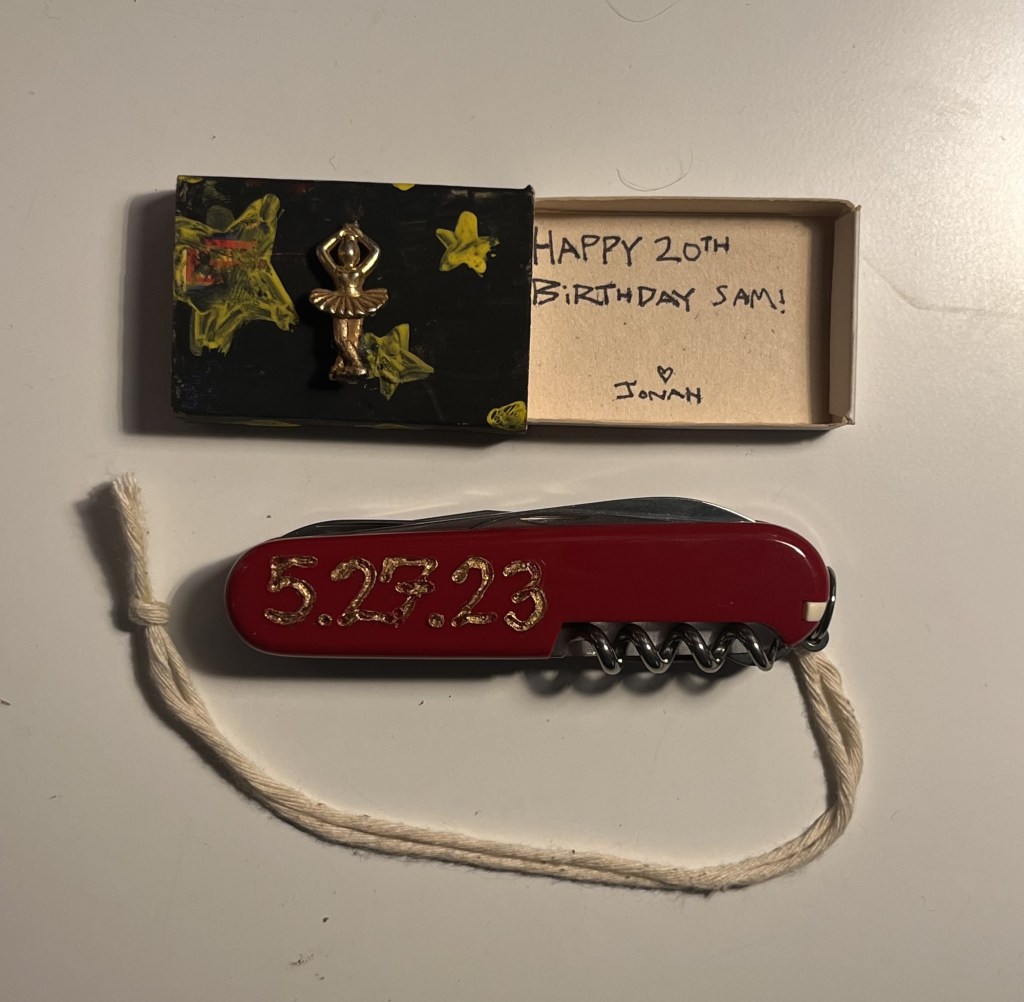 HAPPY 20TH
BiRTHDAY SAM!
JONAH
5.27.23